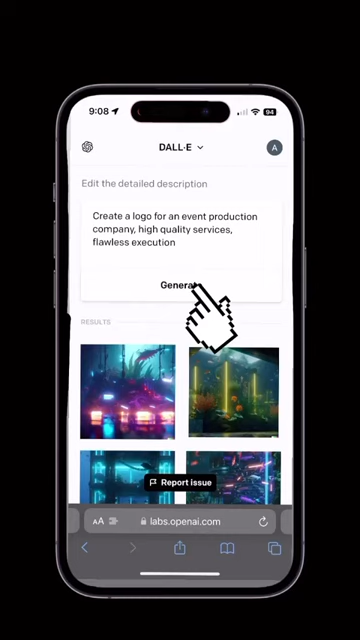 9:08
94
DALL·E
A
Edit the detailed description
Create a logo for an event production
company, high quality services,
flawless execution
Generat
RESULTS
Report issue
AA
labs.openai.com